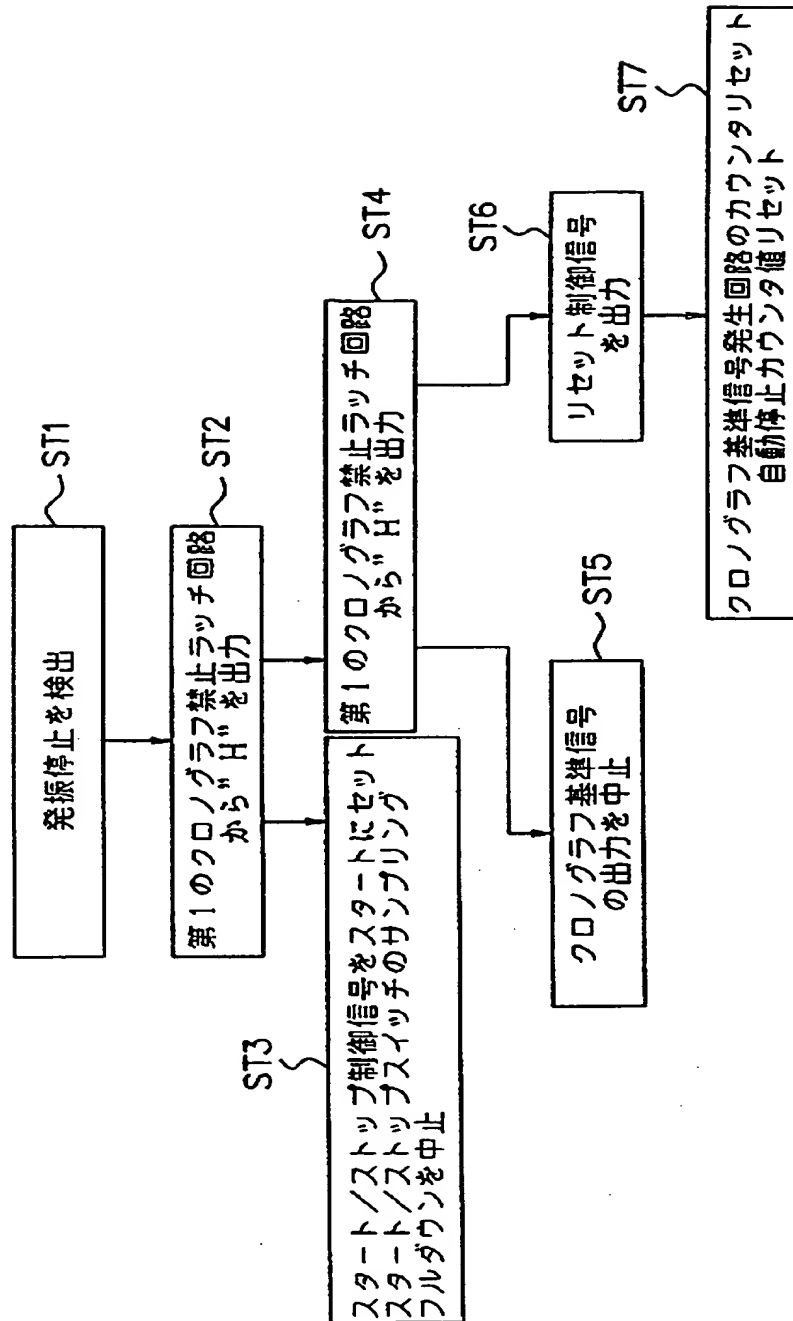 ST1
発振停止を検出
ST2
第1のクロノグラフ禁止ラッチ回路
から"H"を出力
ST3
スタート/ストップ制御信号をスタートにセット
スタート/ストップスイッチのサンプリング
フルダウンを中止
ST4
第1のクロノグラフ禁止ラッチ回路
から"H"を出力
ST5
クロノグラフ基準信号
の出力を中止
ST6
リセット制御信号
を出力
ST7
クロノグラフ基準信号発生回路のカウンタリセット
自動停止カウンタ値リセット